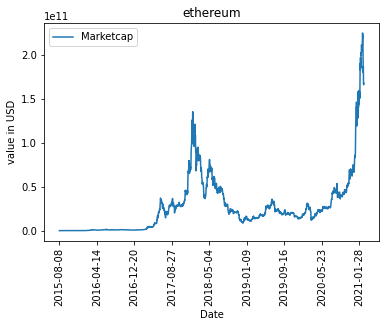 ethereum
1e11
Marketcap
value in USD
2.0
1.5
1.0
0.5
0.0
2015-08-08
2016-04-14
2016-12-20
2017-08-27
2018-05-04
2019-01-09
2019-09-16
2020-05-23
2021-01-28
Date